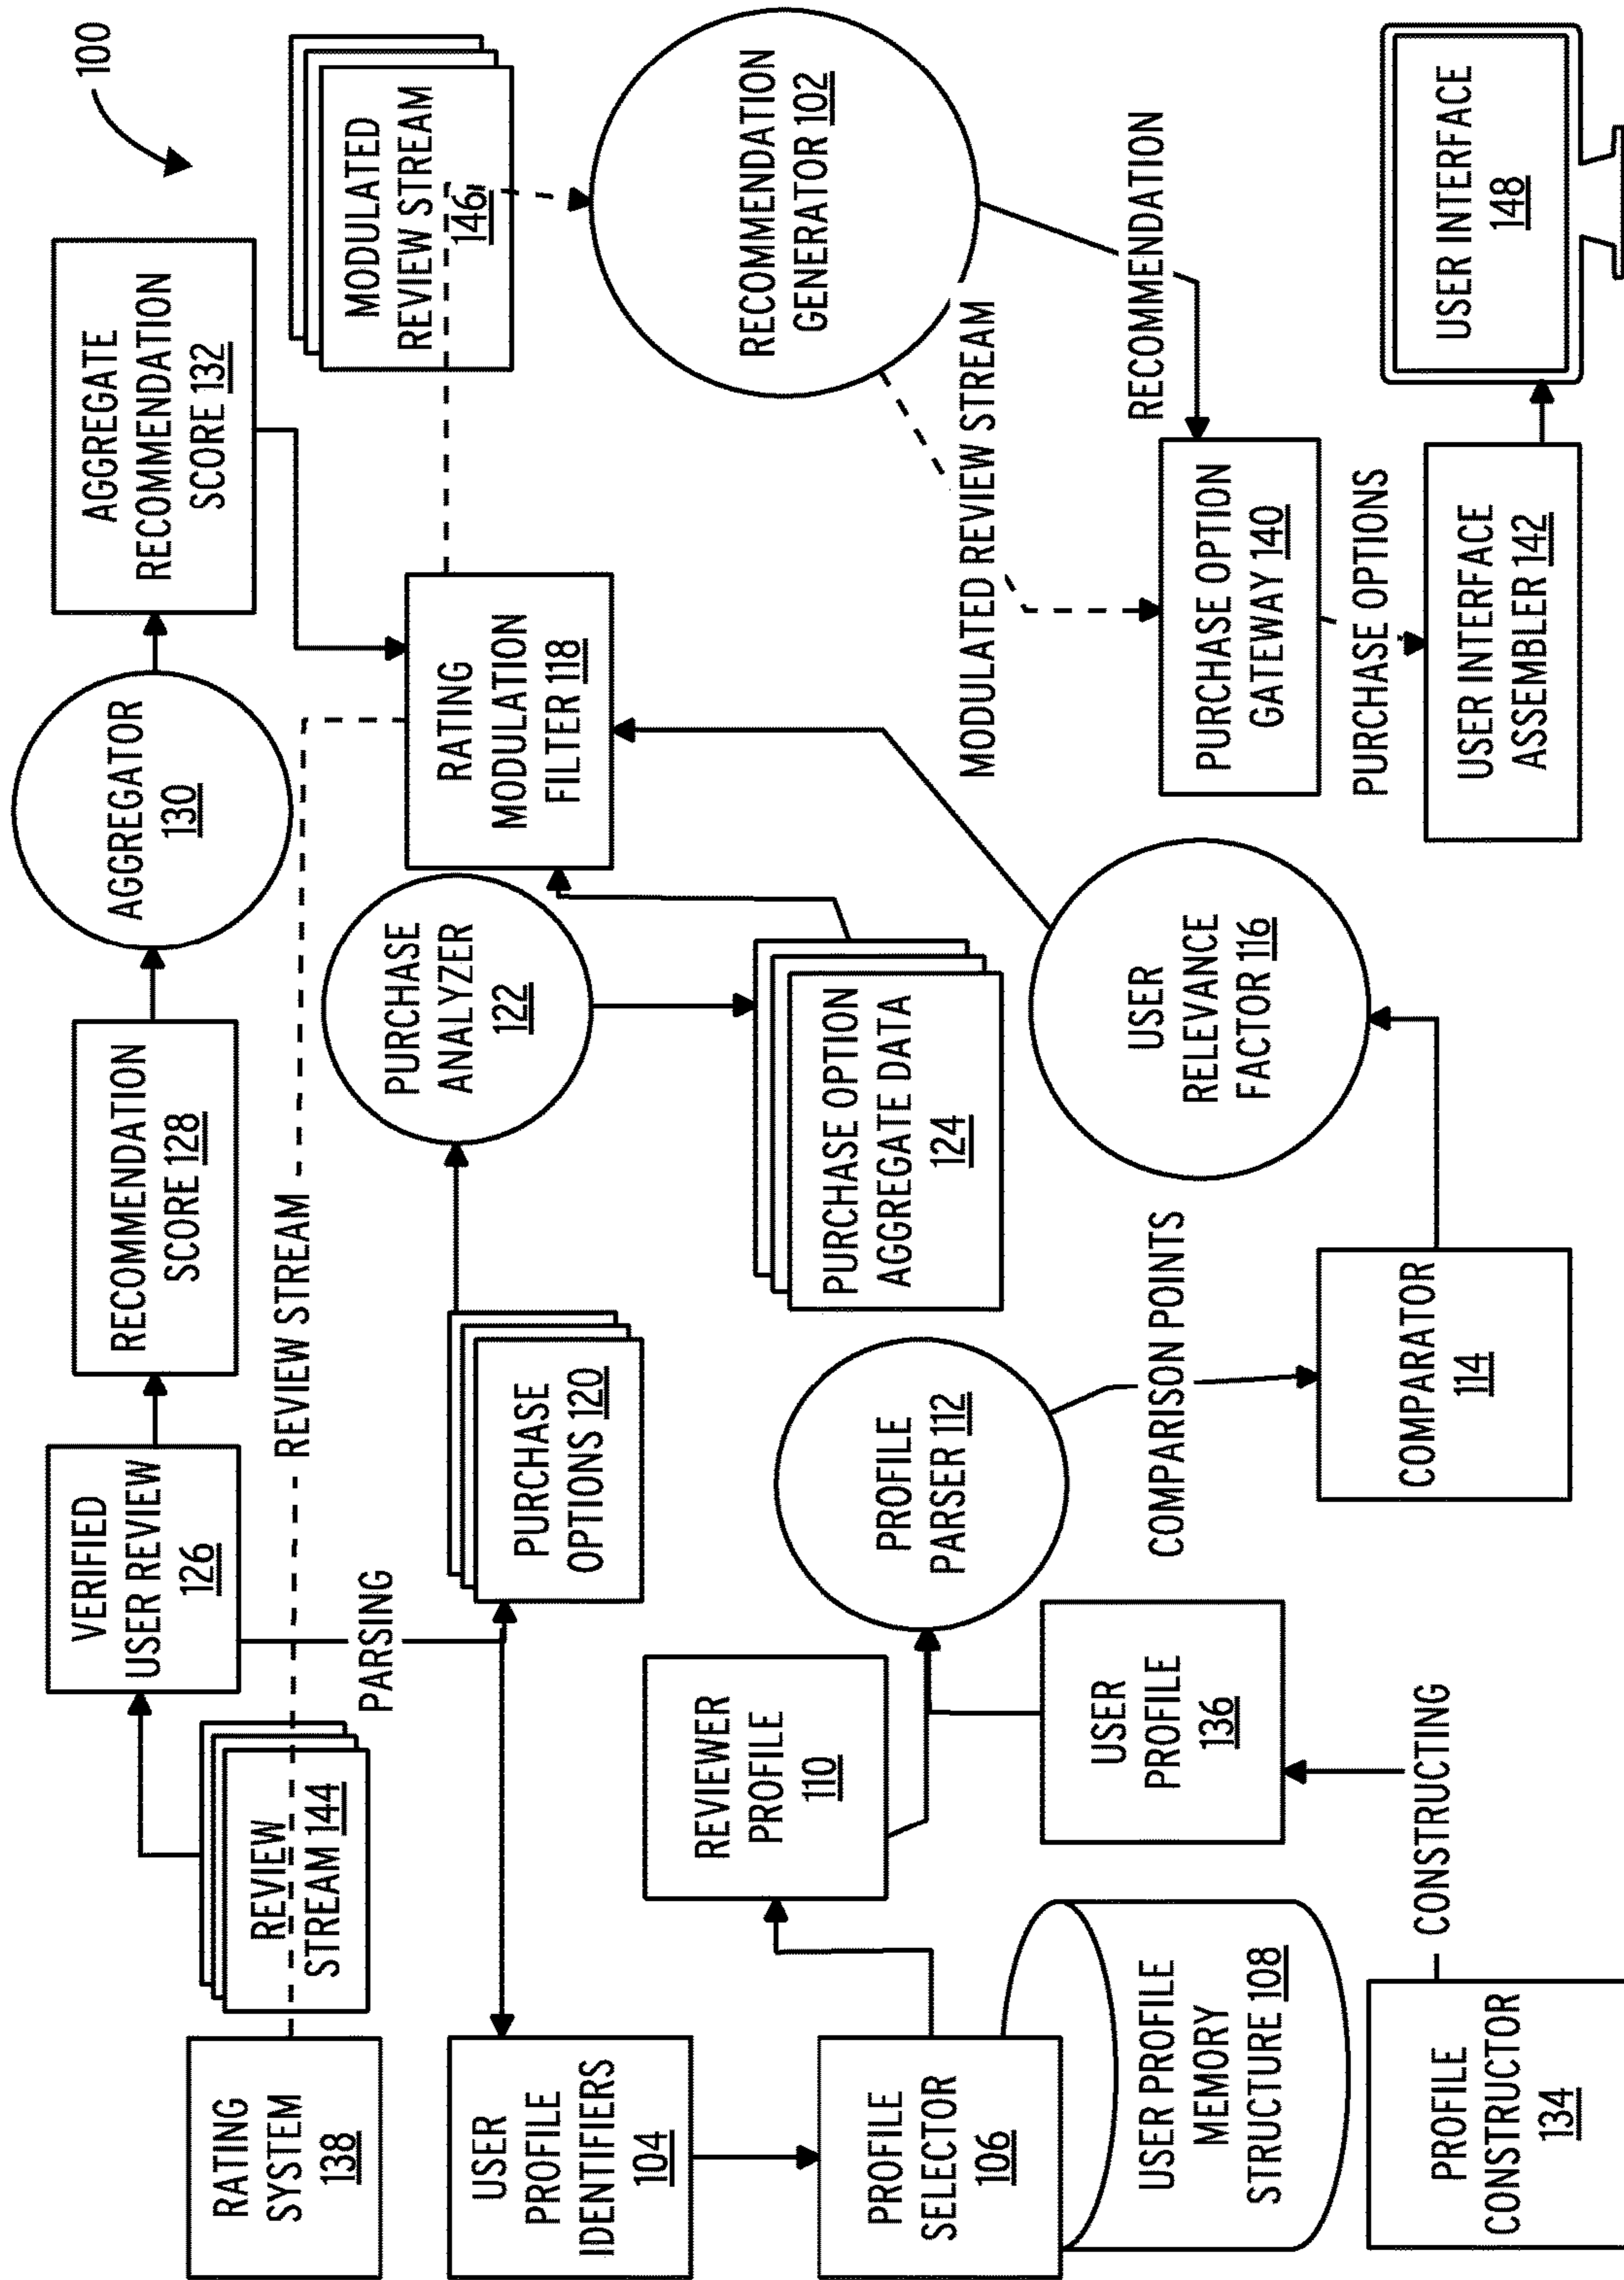 100
RATING
SYSTEM
138
REVIEW
STREAM 144
VERIFIED
USER REVIEW
126
RECOMMENDATION
SCORE 128
AGGREGATOR
130
AGGREGATE
RECOMMENDATION
SCORE 132
REVIEW STREAM
PARSING
USER
PROFILE
IDENTIFIERS 104
PURCHASE
OPTIONS 120
PURCHASE
ANALYZER
122
RATING
MODULATION
FILTER 118
MODULATED
REVIEW STREAM
146
PROFILE
SELECTOR
106
REVIEWER
PROFILE
110
PROFILE
PARSER 112
PURCHASE OPTION
AGGREGATE DATA
124
RECOMMENDATION
GENERATOR 102
USER PROFILE
MEMORY
STRUCTURE 108
USER
PROFILE
136
COMPARISON POINTS
USER
RELEVANCE
FACTOR 116
MODULATED REVIEW STREAM
RECOMMENDATION
PROFILE
CONSTRUCTOR
134
CONSTRUCTING
COMPARATOR
114
PURCHASE OPTION
GATEWAY 140
PURCHASE OPTIONS
USER INTERFACE
ASSEMBLER 142
USER INTERFACE
148